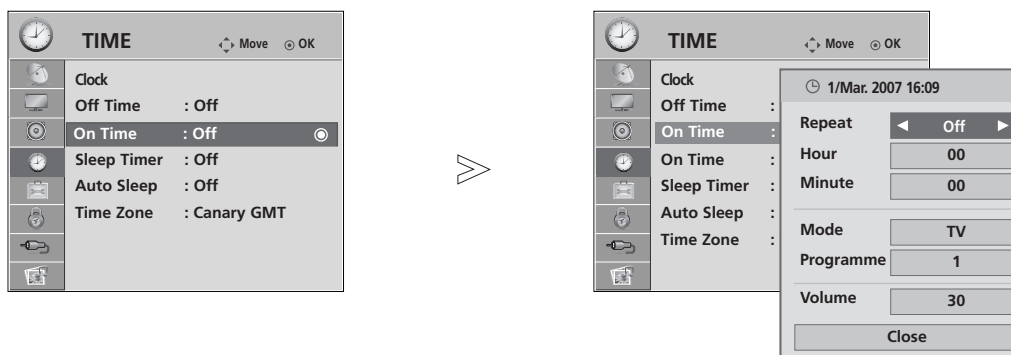 TIME Move OK
Clock
Off Time : Off
On Time : Off
Sleep Timer : Off
Auto Sleep : Off
Time Zone : Canary GMT
TIME Move OK
Clock
Off Time :
On Time :
On Time :
Sleep Timer :
Auto Sleep :
Time Zone :
1/Mar. 2007 16:09
Repeat ◄ Off ►
Hour 00
Minute 00
Mode TV
Programme 1
Volume 30
Close